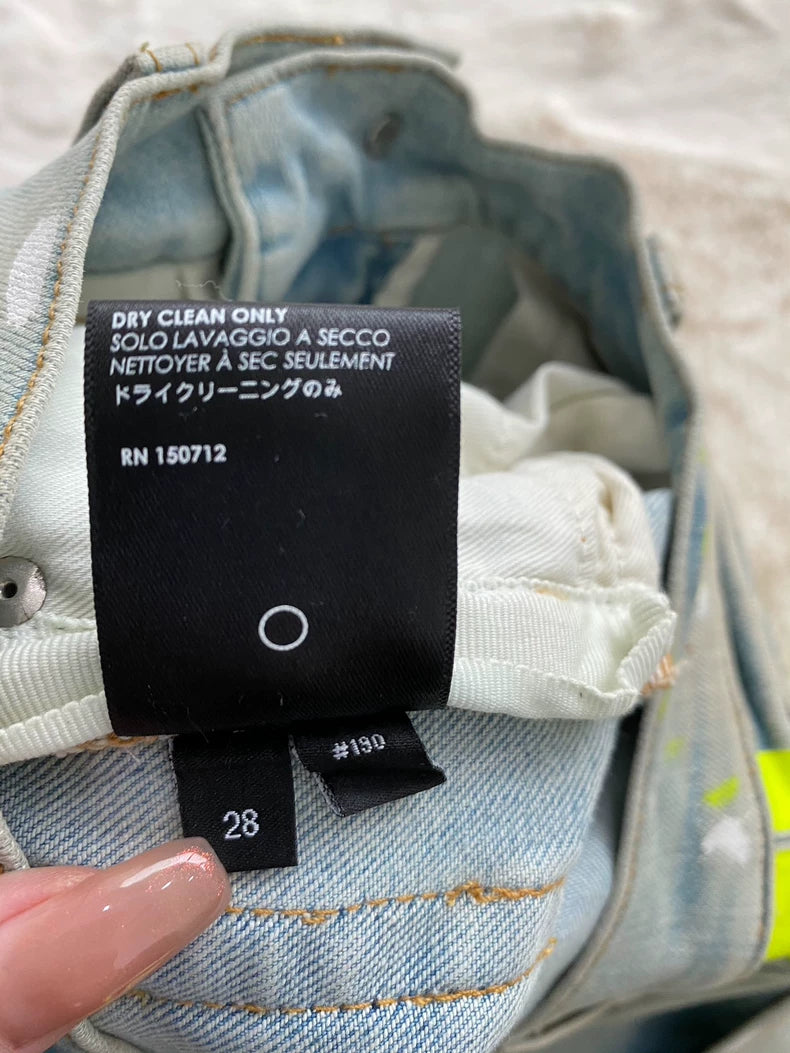 DRY CLEAN ONLY
SOLO LAVAGGIO A SECCO
NETTOYER À SEC SEULEMENT
ドライクリーニングのみ
RN 150712
#190
28